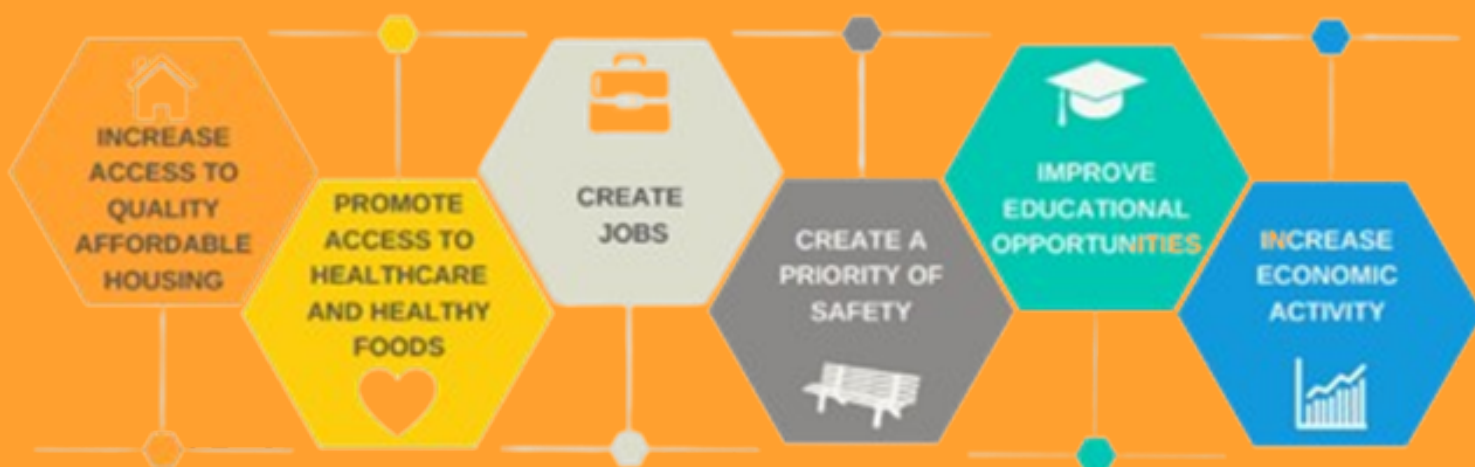 INCREASE
ACCESS TO
QUALITY
AFFORDABLE
HOUSING
PROMOTE
ACCESS TO
HEALTHCARE
AND HEALTHY
FOODS
CREATE
JOBS
CREATE A
PRIORITY OF
SAFETY
IMPROVE
EDUCATIONAL
OPPORTUNITIES
INCREASE
ECONOMIC
ACTIVITY